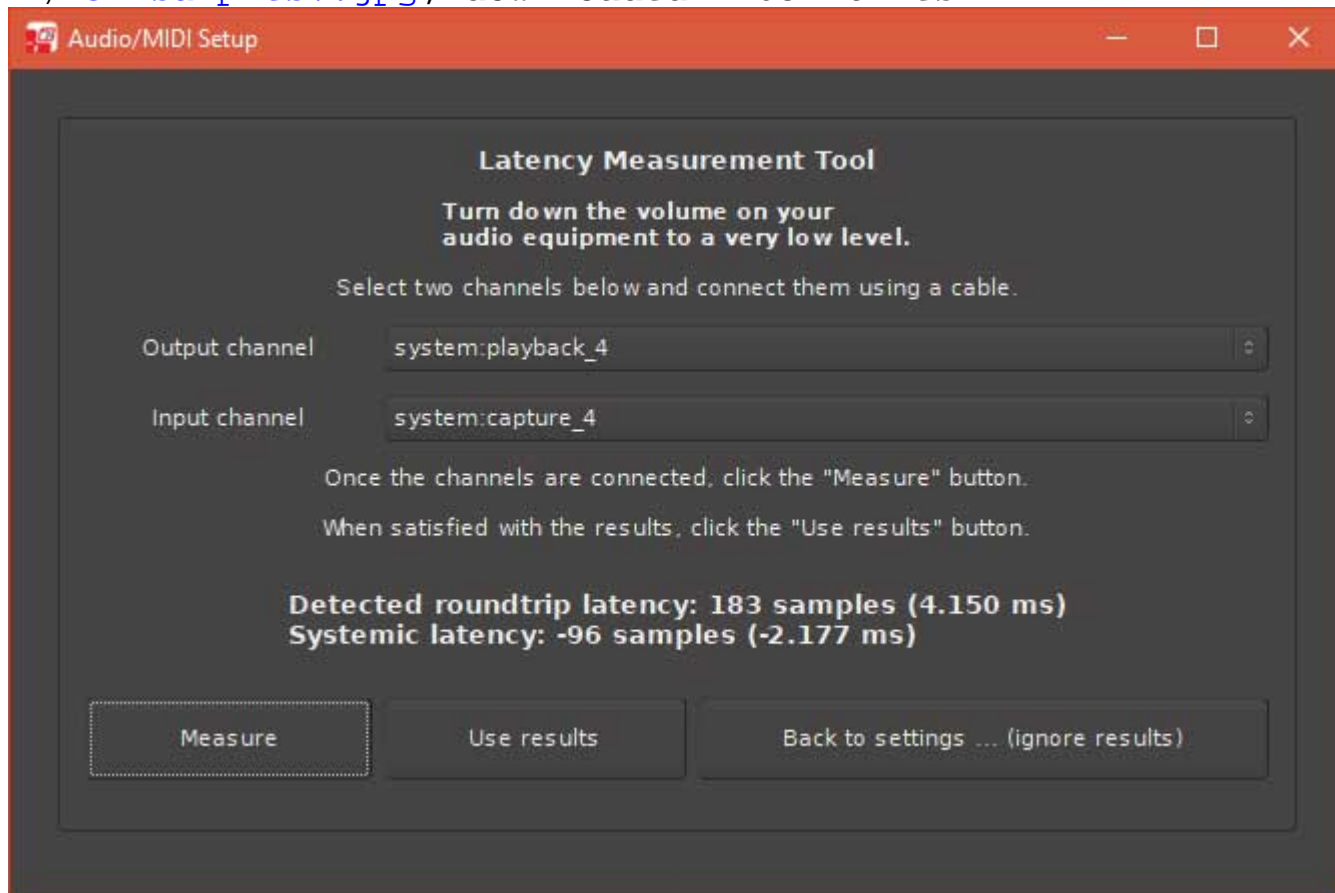 Audio/MIDI Setup
Latency Measurement Tool
Turn down the volume on your
audio equipment to a very low level.
Select two channels below and connect them using a cable.
Output channel system:playback_4
Input channel system:capture_4
Once the channels are connected, click the "Measure" button.
When satisfied with the results, click the "Use results" button.
Detected roundtrip latency: 183 samples (4.150 ms)
Systemic latency: -96 samples (-2.177 ms)
Measure Use results Back to settings ... (ignore results)